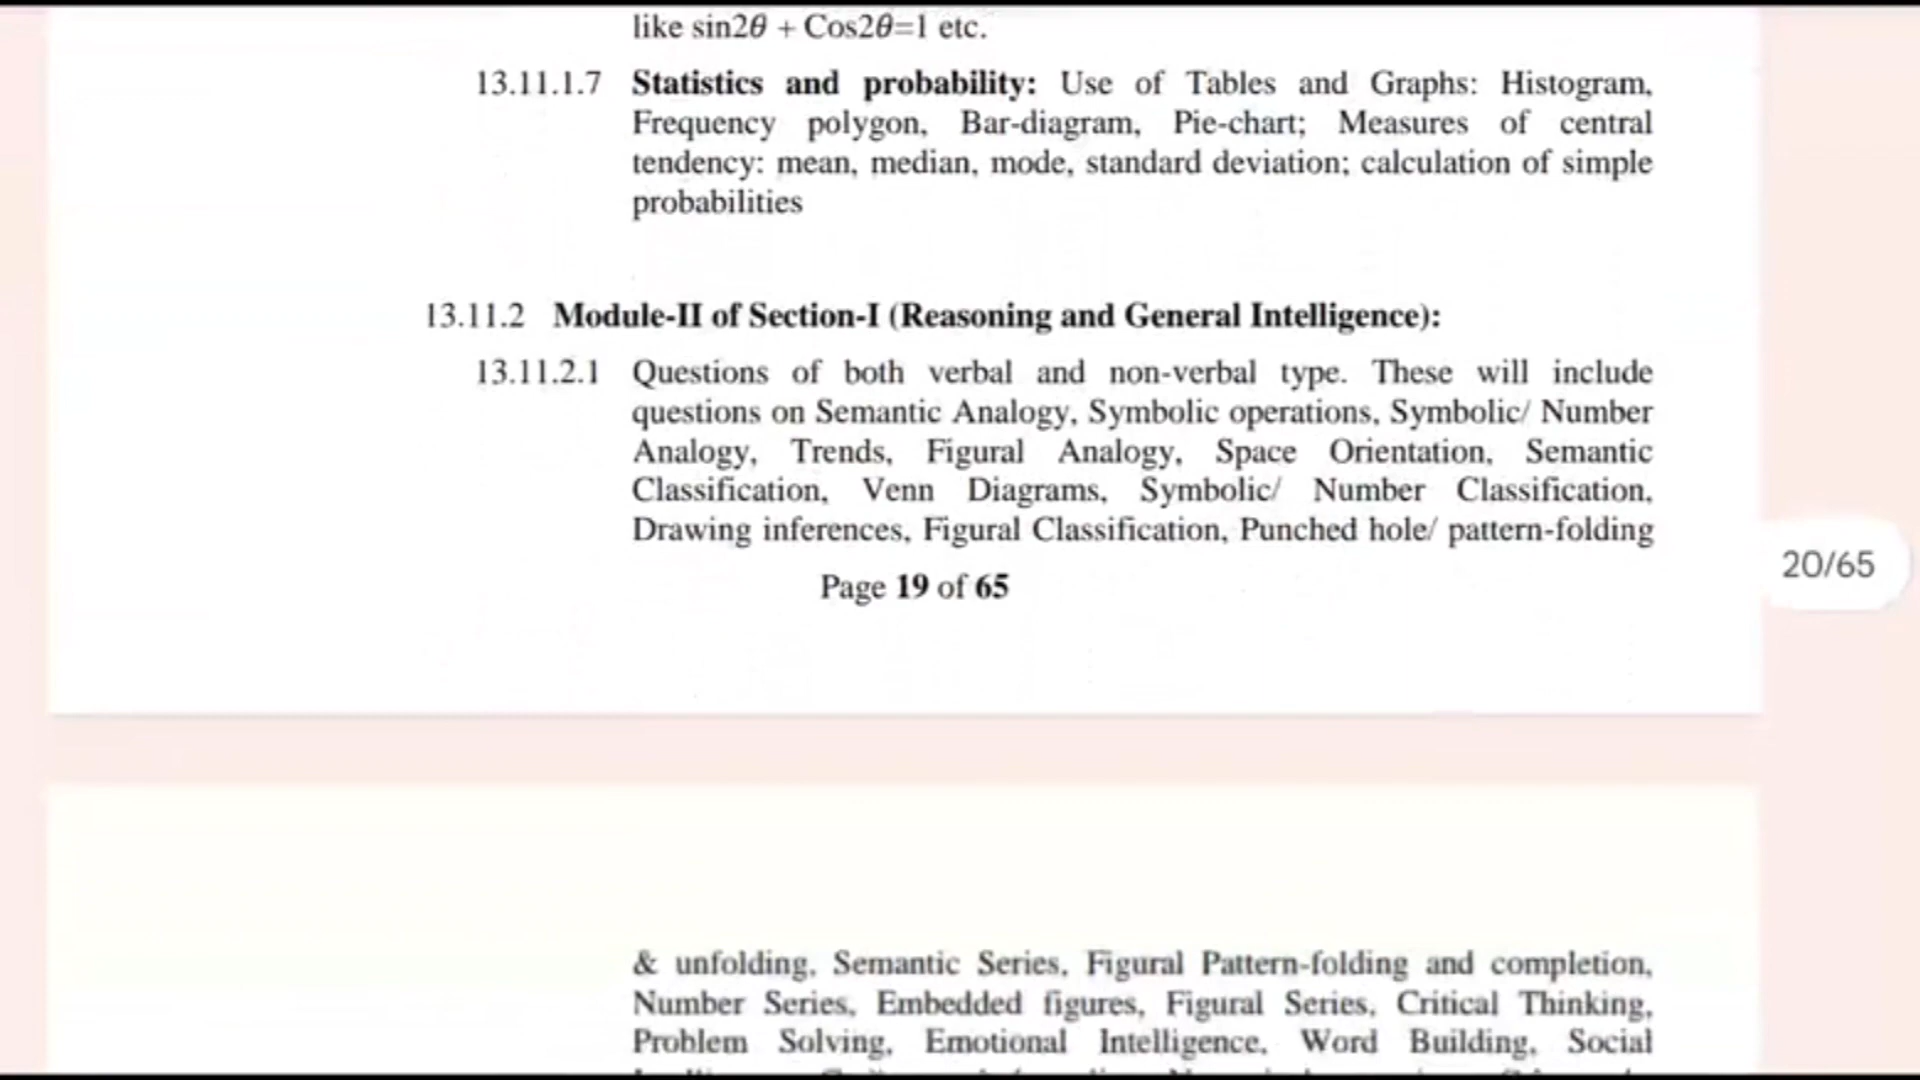 like sin2θ + Cos2θ=1 etc.
13.11.1.7 Statistics and probability: Use of Tables and Graphs: Histogram,
Frequency polygon, Bar-diagram, Pie-chart; Measures of central
tendency: mean, median, mode, standard deviation; calculation of simple
probabilities
13.11.2 Module-II of Section-I (Reasoning and General Intelligence):
13.11.2.1 Questions of both verbal and non-verbal type. These will include
questions on Semantic Analogy, Symbolic operations, Symbolic/ Number
Analogy, Trends, Figural Analogy, Space Orientation, Semantic
Classification, Venn Diagrams, Symbolic/ Number Classification,
Drawing inferences, Figural Classification, Punched hole/ pattern-folding
20/65
Page 19 of 65
& unfolding, Semantic Series, Figural Pattern-folding and completion,
Number Series, Embedded figures, Figural Series, Critical Thinking,
Problem Solving, Emotional Intelligence, Word Building, Social